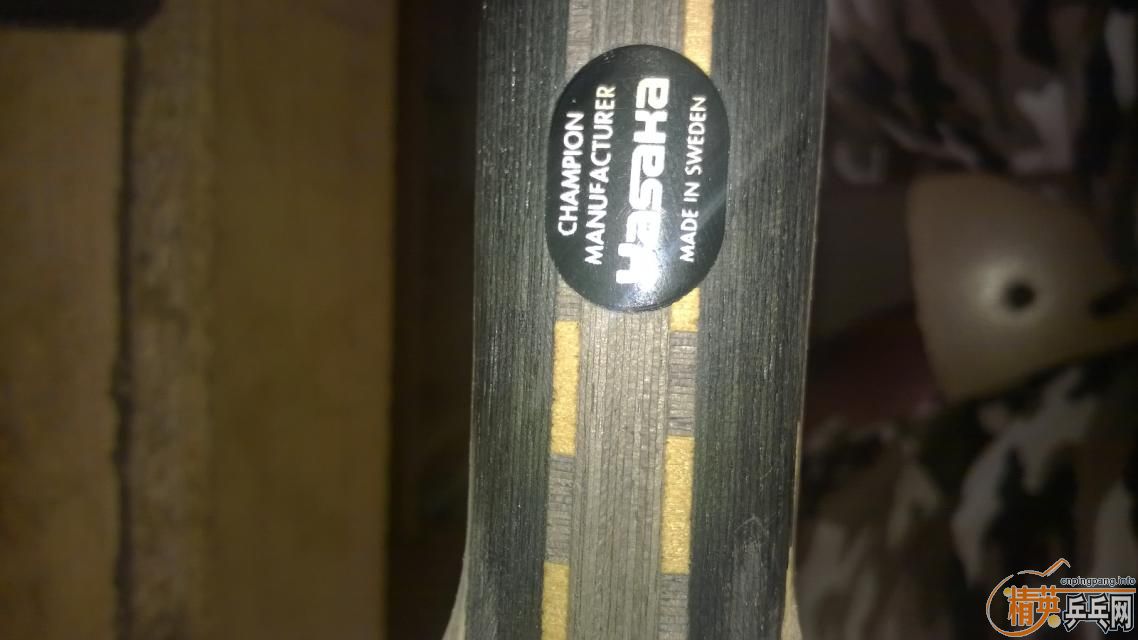 CHAMPION
MANUFACTURER
Yasaka
MADE IN SWEDEN
cnpingpang.info
精英乒乓网